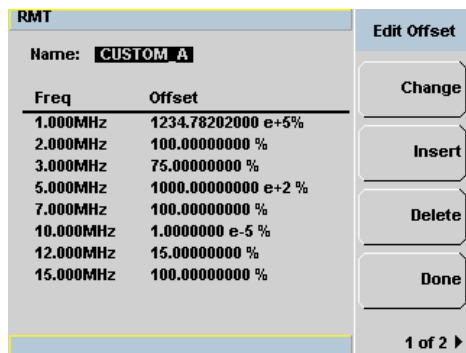 RMT
Edit Offset
Name: CUSTOM_A
Change
Freq Offset
1.000MHz 1234.78202000 e+5%
2.000MHz 100.00000000 %
Insert
3.000MHz 75.00000000 %
5.000MHz 1000.00000000 e+2 %
7.000MHz 100.00000000 %
Delete
10.000MHz 1.0000000 e-5 %
12.000MHz 15.00000000 %
15.000MHz 100.00000000 %
Done
1 of 2